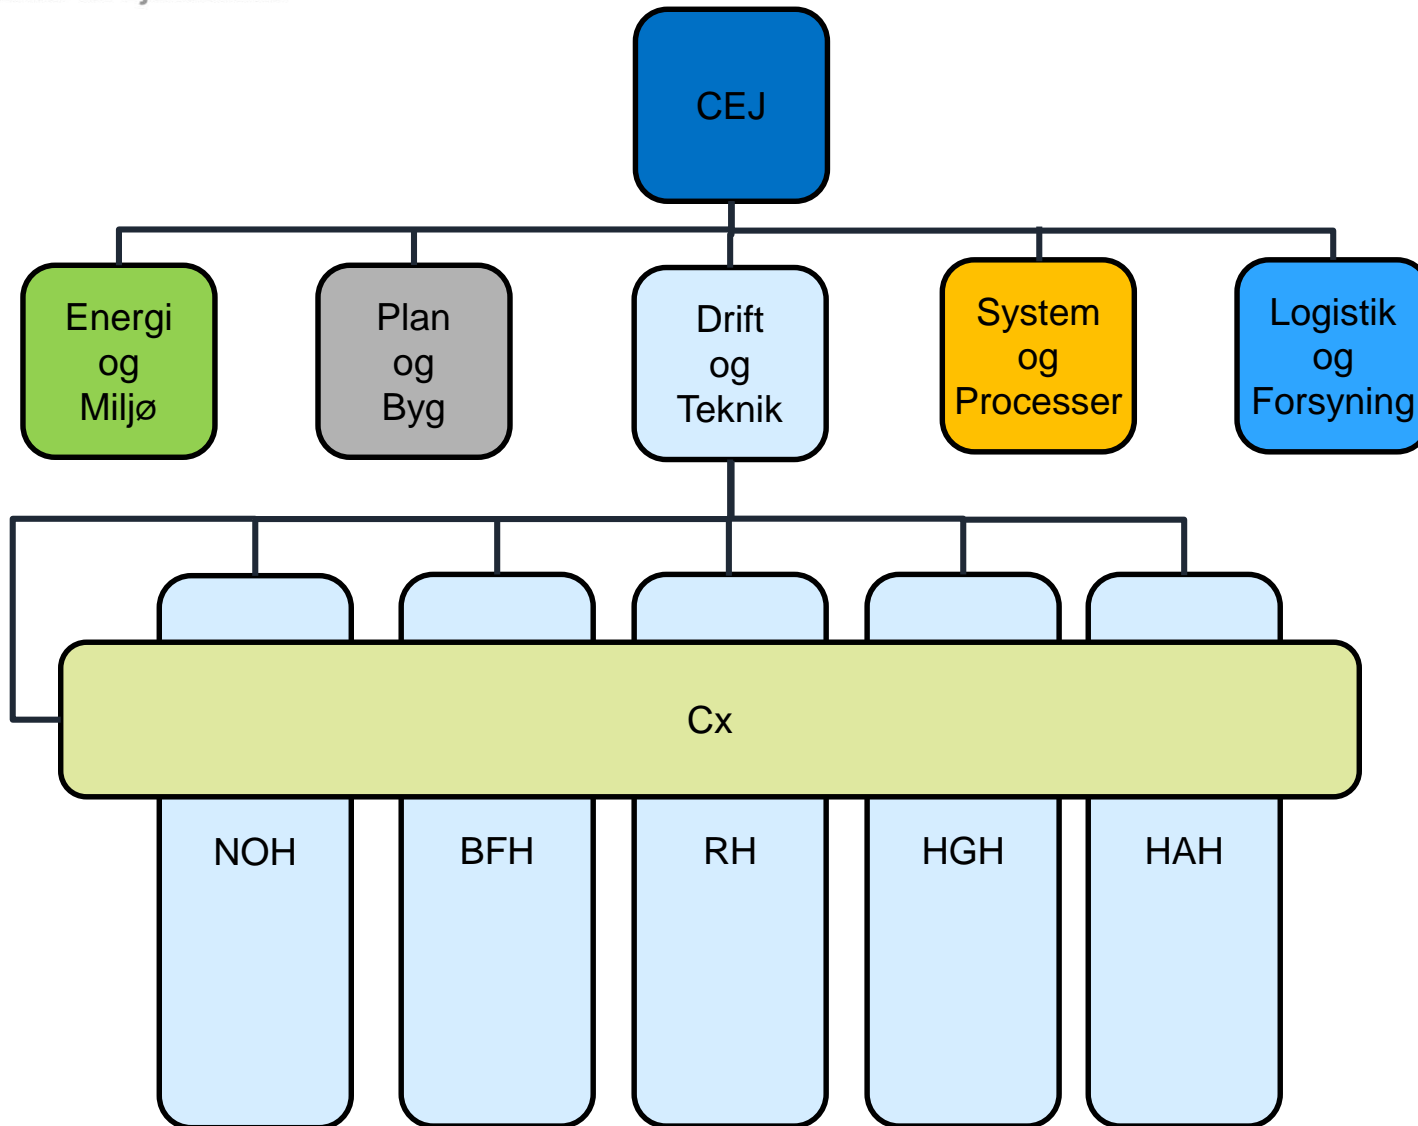 CEJ
Energi
og
Miljø
Plan
og
Byg
Drift
og
Teknik
System
og
Processer
Logistik
og
Forsyning
Cx
NOH
BFH
RH
HGH
HAH